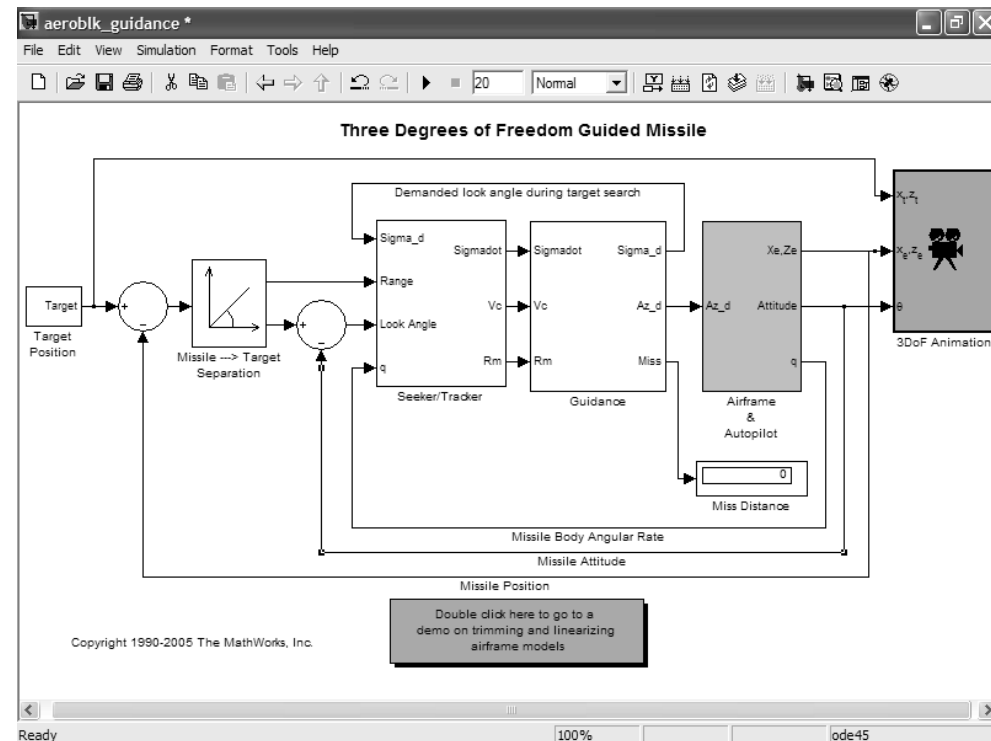 aeroblk_guidance *
File Edit View Simulation Format Tools Help
20 Normal
Three Degrees of Freedom Guided Missile
Demanded look angle during target search
Target
Target
Position
+
-
Missile ---> Target
Separation
+
-
Sigma_d
Range
Look Angle
q
Sigmadot
Vc
Rm
Seeker/Tracker
Sigmadot
Vc
Rm
Sigma_d
Az_d
Miss
Guidance
Az_d
Xe,Ze
Attitude
q
Airframe
&
Autopilot
xt,zt
xe,ze
θ
3DoF Animation
0
Miss Distance
Missile Body Angular Rate
Missile Attitude
Missile Position
Double click here to go to a
demo on trimming and linearizing
airframe models
Copyright 1990-2005 The MathWorks, Inc.
Ready 100% ode45